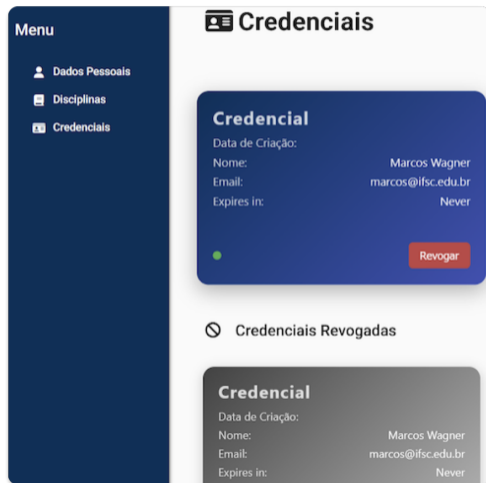 Menu
Dados Pessoais
Disciplinas
Credenciais
Credenciais
Credencial
Data de Criação:
Nome: Marcos Wagner
Email: marcos@ifsc.edu.br
Expires in: Never
Revogar
Credenciais Revogadas
Credencial
Data de Criação:
Nome: Marcos Wagner
Email: marcos@ifsc.edu.br
Expires in: Never